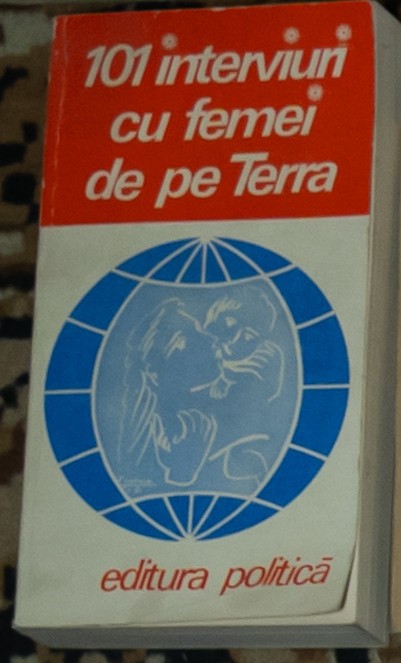 101 interviuri
cu femei
de pe Terra
editura politică